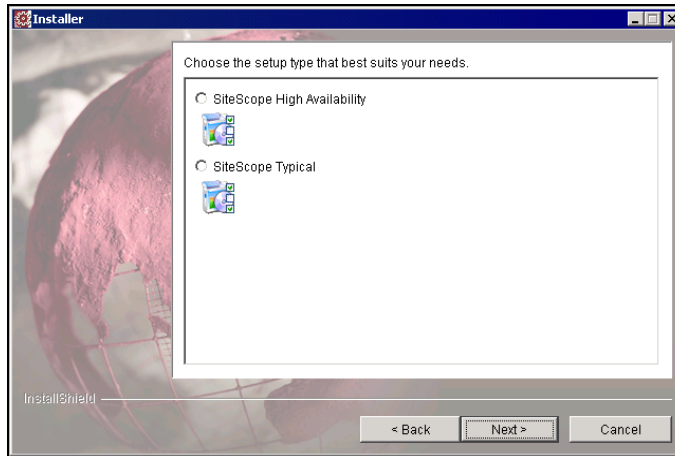 Installer
Choose the setup type that best suits your needs.
SiteScope High Availability
SiteScope Typical
InstallShield
< Back
Next >
Cancel